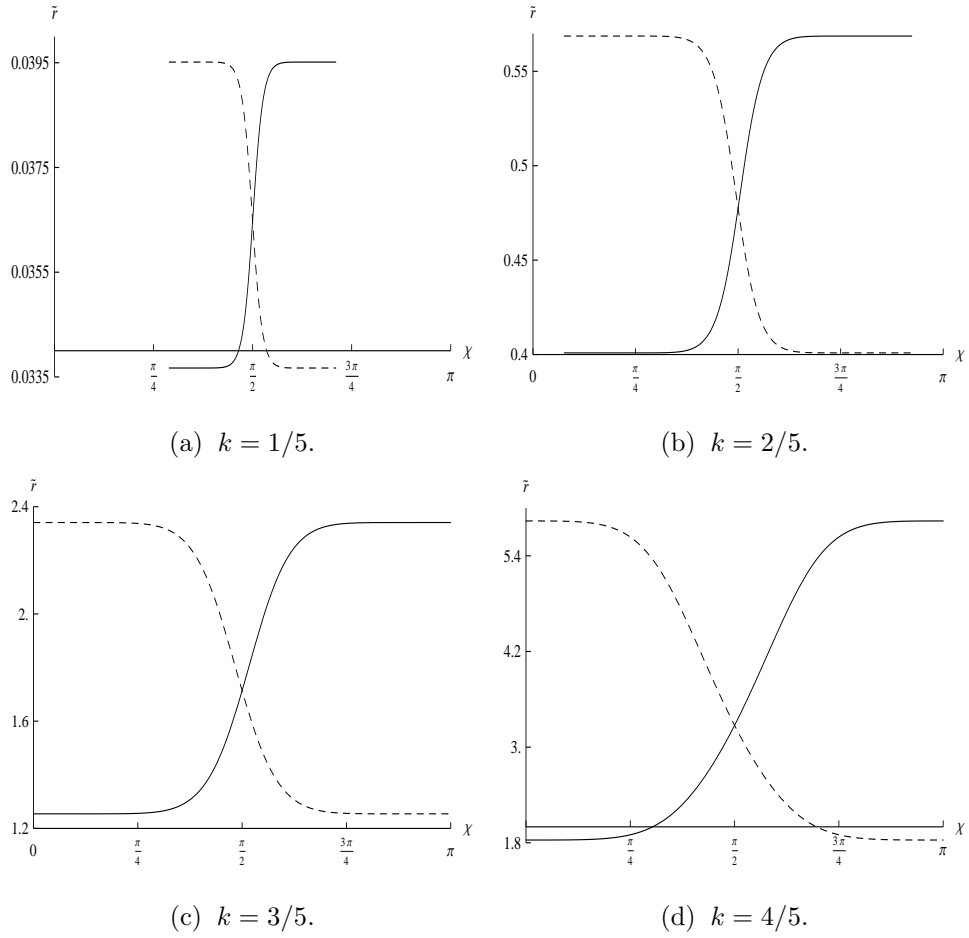 r̃
0.0395
0.0375
0.0355
0.0335
π/4
π/2
3π/4
π
χ
(a) k = 1/5.
r̃
0.55
0.5
0.45
0.4
0
π/4
π/2
3π/4
π
χ
(b) k = 2/5.
r̃
2.4
2.
1.6
1.2
0
π/4
π/2
3π/4
π
χ
(c) k = 3/5.
r̃
5.4
4.2
3.
1.8
π/4
π/2
3π/4
π
χ
(d) k = 4/5.